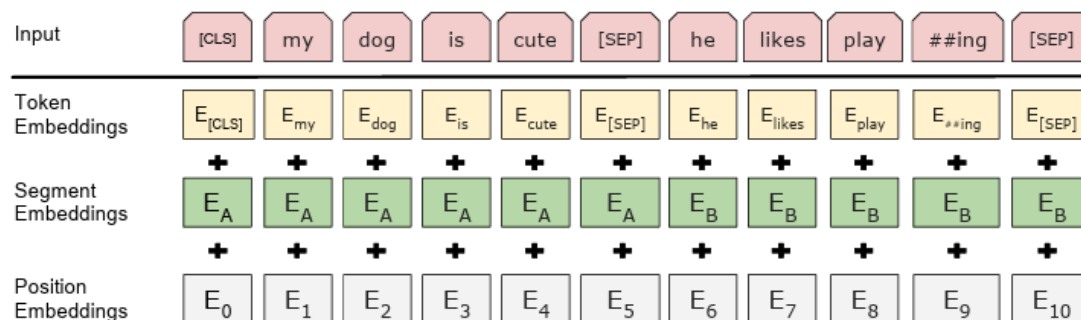 Input [CLS] my dog is cute [SEP] he likes play ##ing [SEP]
Token Embeddings E[CLS] Emy Edog Eis Ecute E[SEP] Ehe Elikes Eplay E##ing E[SEP]
+ + + + + + + + + + +
Segment Embeddings EA EA EA EA EA EA EB EB EB EB EB
+ + + + + + + + + + +
Position Embeddings E0 E1 E2 E3 E4 E5 E6 E7 E8 E9 E10